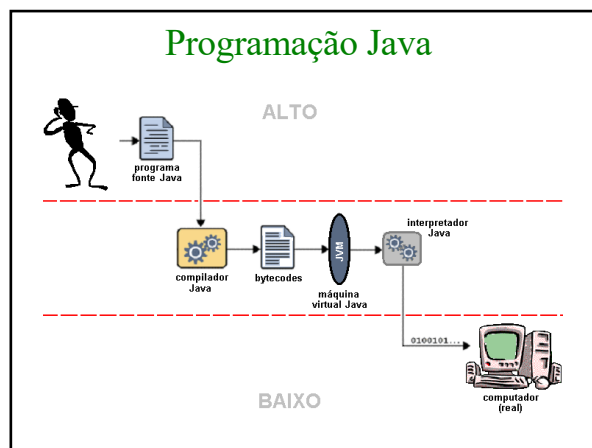 Programação Java
ALTO
programa
fonte Java
compilador
Java
bytecodes
JVM
máquina
virtual Java
interpretador
Java
0100101...
computador
(real)
BAIXO